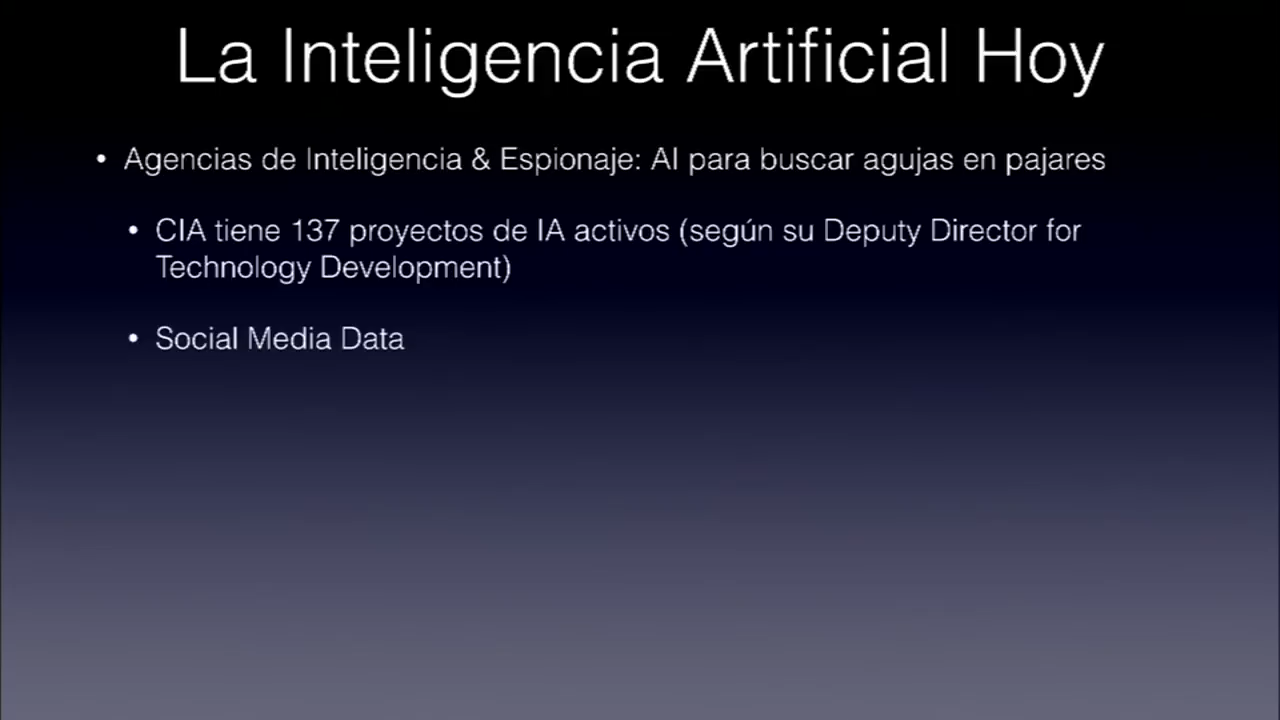 La Inteligencia Artificial Hoy
• Agencias de Inteligencia & Espionaje: AI para buscar agujas en pajares
• CIA tiene 137 proyectos de IA activos (según su Deputy Director for
Technology Development)
• Social Media Data